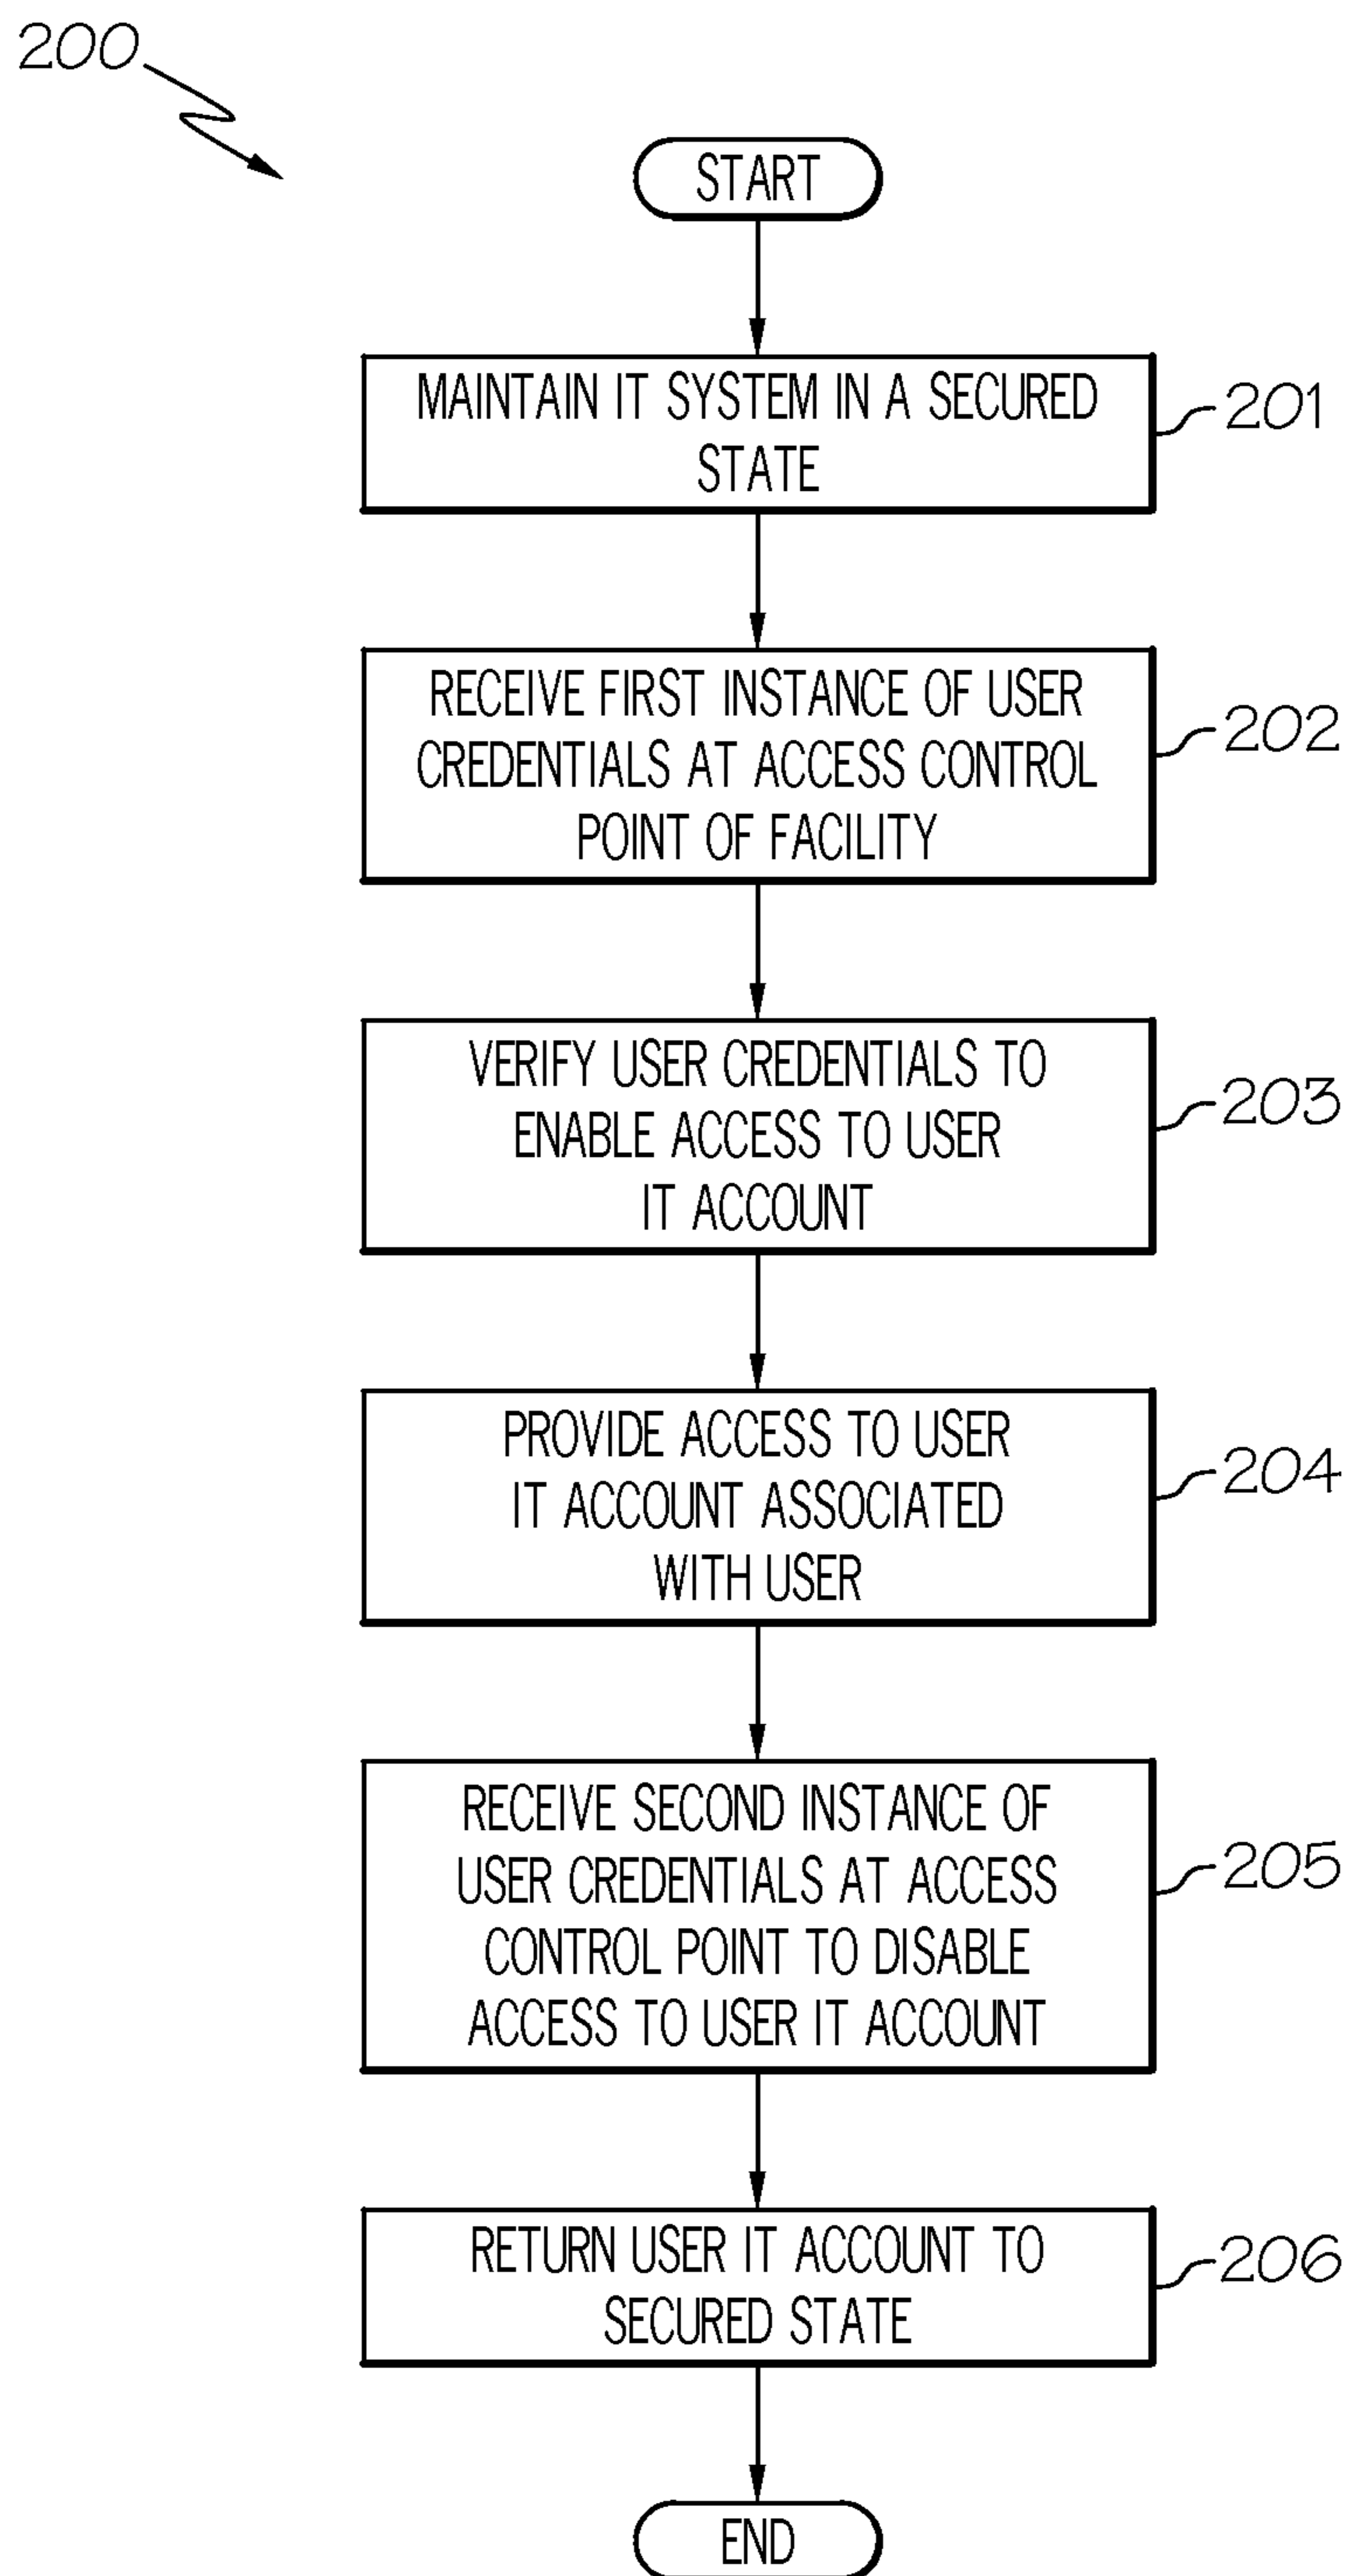 200
START
MAINTAIN IT SYSTEM IN A SECURED
STATE
201
RECEIVE FIRST INSTANCE OF USER
CREDENTIALS AT ACCESS CONTROL
POINT OF FACILITY
202
VERIFY USER CREDENTIALS TO
ENABLE ACCESS TO USER
IT ACCOUNT
203
PROVIDE ACCESS TO USER
IT ACCOUNT ASSOCIATED
WITH USER
204
RECEIVE SECOND INSTANCE OF
USER CREDENTIALS AT ACCESS
CONTROL POINT TO DISABLE
ACCESS TO USER IT ACCOUNT
205
RETURN USER IT ACCOUNT TO
SECURED STATE
206
END